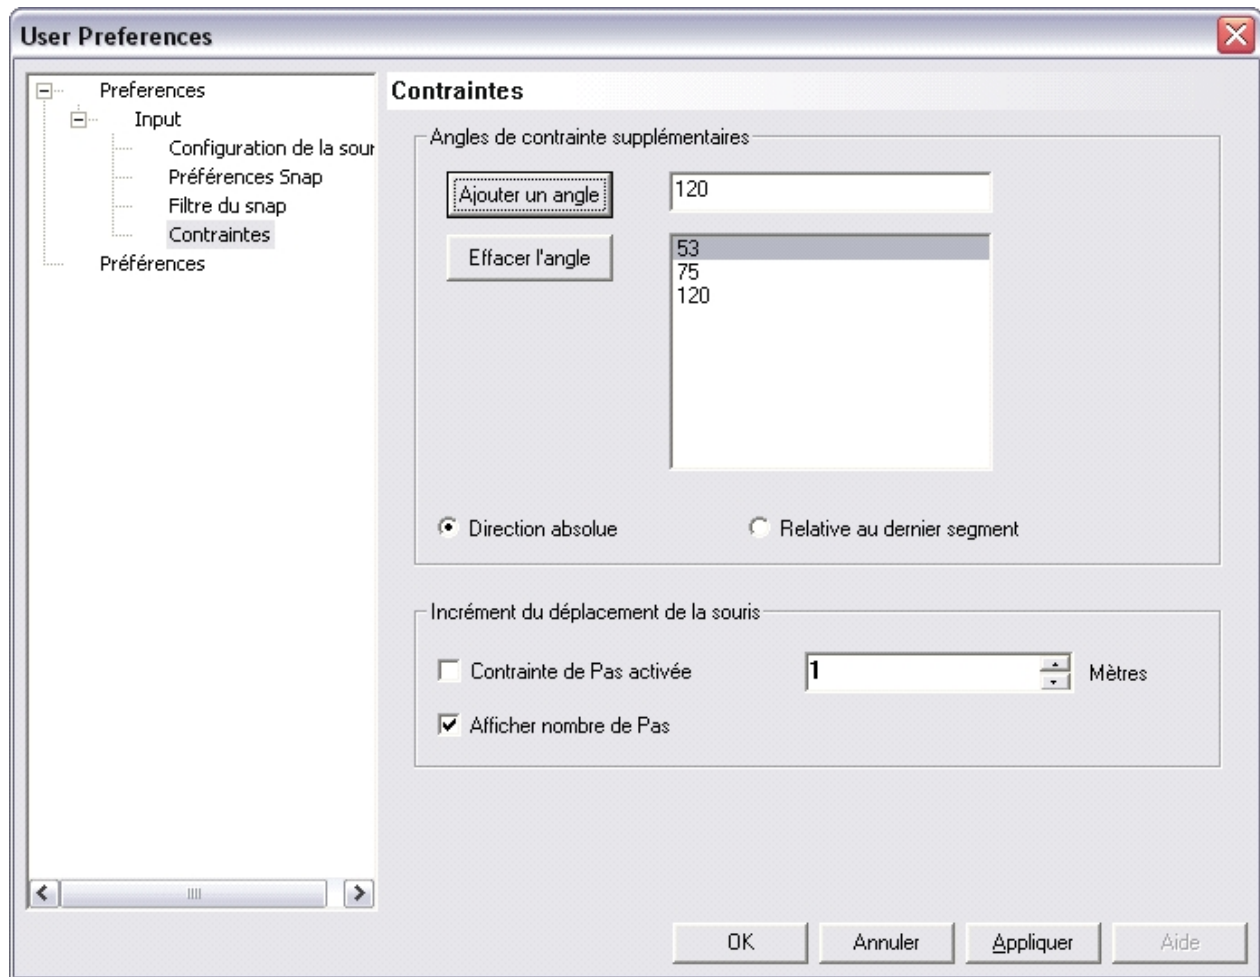 User Preferences
Preferences
Input
Configuration de la sour
Préférences Snap
Filtre du snap
Contraintes
Préférences
Contraintes
Angles de contrainte supplémentaires
Ajouter un angle
120
Effacer l'angle
53
75
120
Direction absolue
Relative au dernier segment
Incrément du déplacement de la souris
Contrainte de Pas activée
1
Mètres
Afficher nombre de Pas
OK
Annuler
Appliquer
Aide